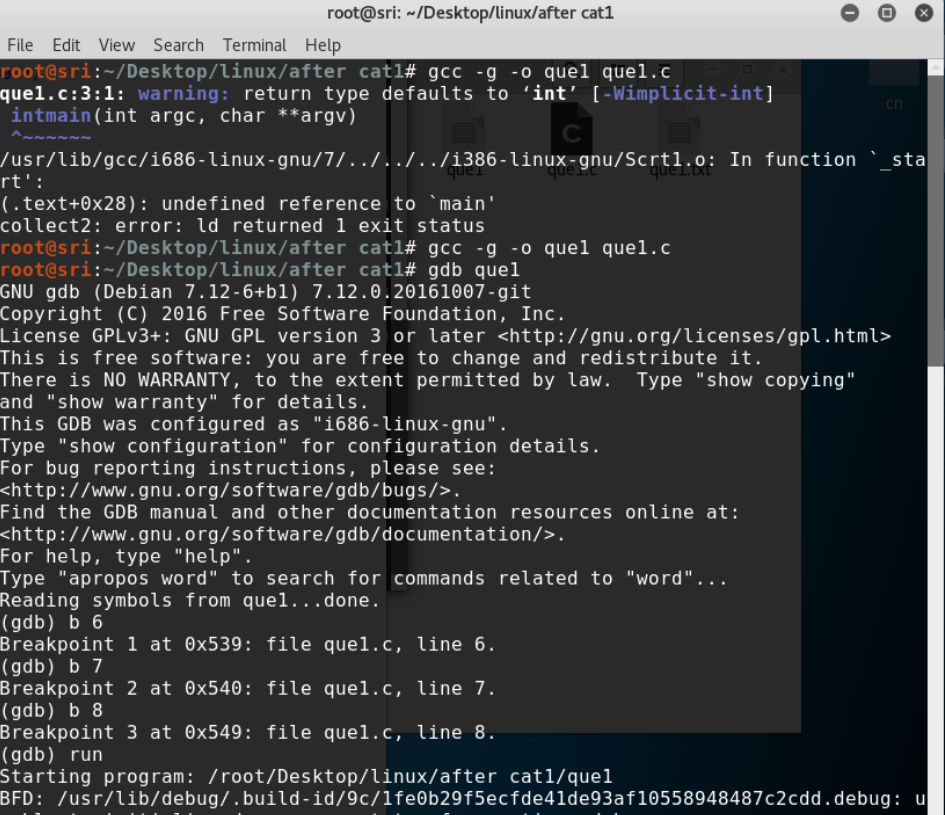 root@sri: ~/Desktop/linux/after cat1
File Edit View Search Terminal Help
root@sri:~/Desktop/linux/after cat1# gcc -g -o que1 que1.c
que1.c:3:1: warning: return type defaults to ‘int’ [-Wimplicit-int]
intmain(int argc, char **argv)
^~~~~~~
/usr/lib/gcc/i686-linux-gnu/7/../../../i386-linux-gnu/Scrt1.o: In function `_sta
rt':
(.text+0x28): undefined reference to `main'
collect2: error: ld returned 1 exit status
root@sri:~/Desktop/linux/after cat1# gcc -g -o que1 que1.c
root@sri:~/Desktop/linux/after cat1# gdb que1
GNU gdb (Debian 7.12-6+b1) 7.12.0.20161007-git
Copyright (C) 2016 Free Software Foundation, Inc.
License GPLv3+: GNU GPL version 3 or later <http://gnu.org/licenses/gpl.html>
This is free software: you are free to change and redistribute it.
There is NO WARRANTY, to the extent permitted by law.  Type "show copying"
and "show warranty" for details.
This GDB was configured as "i686-linux-gnu".
Type "show configuration" for configuration details.
For bug reporting instructions, please see:
<http://www.gnu.org/software/gdb/bugs/>.
Find the GDB manual and other documentation resources online at:
<http://www.gnu.org/software/gdb/documentation/>.
For help, type "help".
Type "apropos word" to search for commands related to "word"...
Reading symbols from que1...done.
(gdb) b 6
Breakpoint 1 at 0x539: file que1.c, line 6.
(gdb) b 7
Breakpoint 2 at 0x540: file que1.c, line 7.
(gdb) b 8
Breakpoint 3 at 0x549: file que1.c, line 8.
(gdb) run
Starting program: /root/Desktop/linux/after cat1/que1
BFD: /usr/lib/debug/.build-id/9c/1fe0b29f5ecfde41de93af10558948487c2cdd.debug: u
cn
que1
que1.c
que1.txt